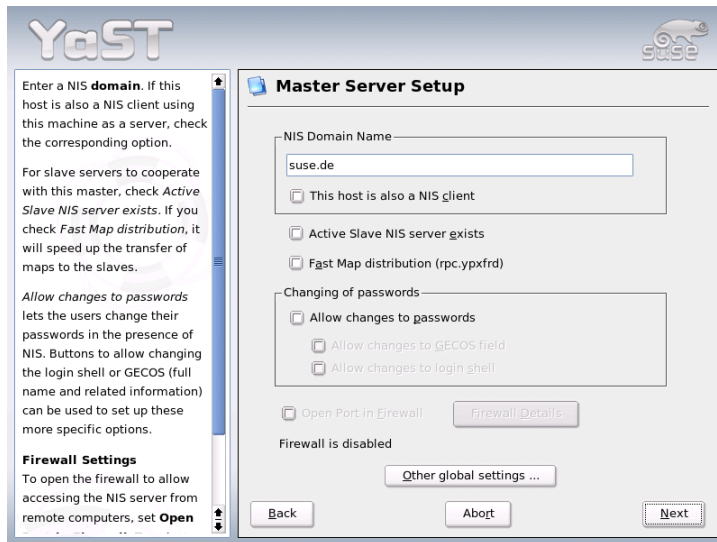 YaST
SUSE
Enter a NIS domain. If this
host is also a NIS client using
this machine as a server, check
the corresponding option.
For slave servers to cooperate
with this master, check Active
Slave NIS server exists. If you
check Fast Map distribution, it
will speed up the transfer of
maps to the slaves.
Allow changes to passwords
lets the users change their
passwords in the presence of
NIS. Buttons to allow changing
the login shell or GECOS (full
name and related information)
can be used to set up these
more specific options.
Firewall Settings
To open the firewall to allow
accessing the NIS server from
remote computers, set Open
Master Server Setup
NIS Domain Name
suse.de
This host is also a NIS client
Active Slave NIS server exists
Fast Map distribution (rpc.ypxfrd)
Changing of passwords
Allow changes to passwords
Allow changes to GECOS field
Allow changes to login shell
Open Port in Firewall
Firewall Details
Firewall is disabled
Other global settings ...
Back
Abort
Next